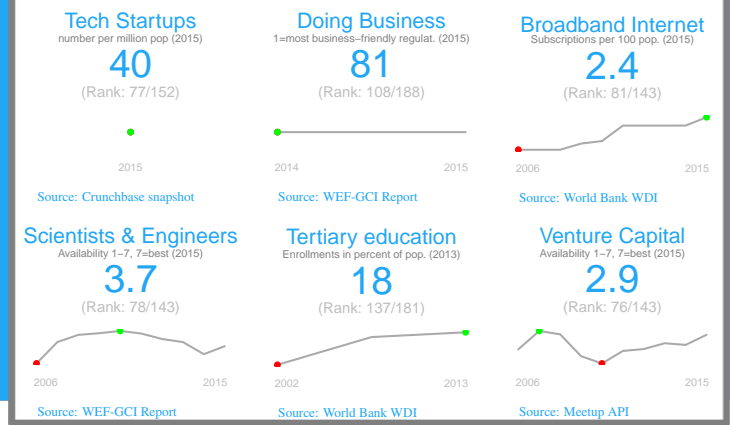 Tech Startups
number per million pop (2015)
40
(Rank: 77/152)
2015
Source: Crunchbase snapshot
Doing Business
1=most business−friendly regulat. (2015)
81
(Rank: 108/188)
2014 2015
Source: WEF-GCI Report
Broadband Internet
Subscriptions per 100 pop. (2015)
2.4
(Rank: 81/143)
2006 2015
Source: World Bank WDI
Scientists & Engineers
Availability 1−7, 7=best (2015)
3.7
(Rank: 78/143)
2006 2015
Source: WEF-GCI Report
Tertiary education
Enrollments in percent of pop. (2013)
18
(Rank: 137/181)
2002 2013
Source: World Bank WDI
Venture Capital
Availability 1−7, 7=best (2015)
2.9
(Rank: 76/143)
2006 2015
Source: Meetup API